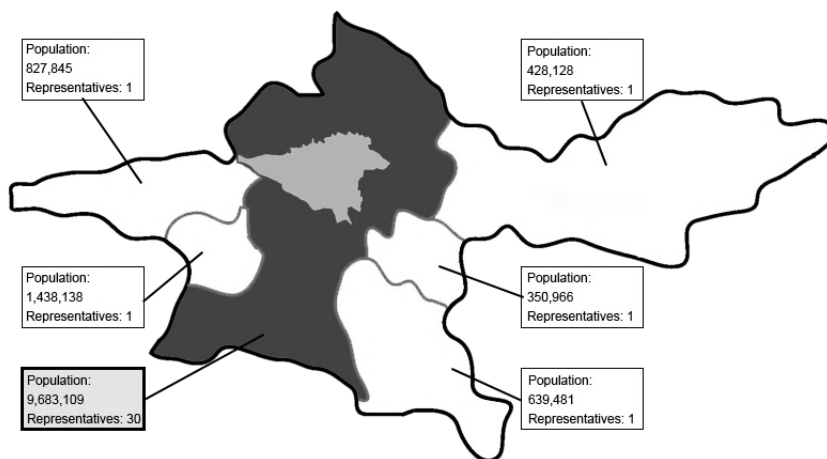 Population:
827,845
Representatives: 1
Population:
428,128
Representatives: 1
Population:
1,438,138
Representatives: 1
Population:
350,966
Representatives: 1
Population:
9,683,109
Representatives: 30
Population:
639,481
Representatives: 1